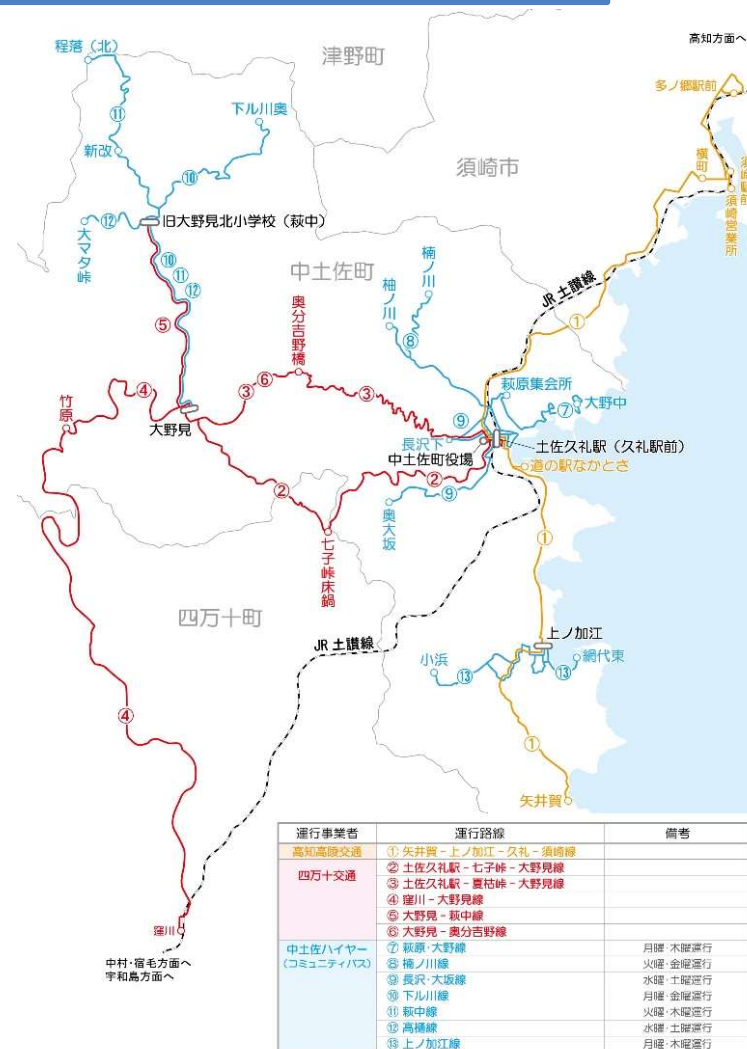 高知方面へ
程落（北）
津野町
多ノ郷駅前
下ル川奥
⑪
新改
⑩
須崎市
横町
須崎駅前
須崎営業所
⑫
旧大野見北小学校（萩中）
大マタ峠
⑩
⑪
⑫
中土佐町
楠ノ川
柚ノ川
JR 土讃線
①
⑤
奥分吉野橋
⑧
竹原
④
③
⑥
③
萩原集会所
⑦
大野中
大野見
⑨
長沢下
土佐久礼駅（久礼駅前）
中土佐町役場
道の駅なかとさ
②
②
⑨
奥大坂
①
七子峠床鍋
四万十町
JR 土讃線
上ノ加江
小浜
⑬
網代東
⑬
④
①
矢井賀
窪川
中村・宿毛方面へ
宇和島方面へ
運行事業者 運行路線 備考
高知高陵交通 ① 矢井賀－上ノ加江－久礼－須崎線
四万十交通 ② 土佐久礼駅－七子峠－大野見線
③ 土佐久礼駅－夏枯峠－大野見線
④ 窪川－大野見線
⑤ 大野見－萩中線
⑥ 大野見－奥分吉野線
中土佐ハイヤー ⑦ 萩原・大野線 月曜・木曜運行
（コミュニティバス） ⑧ 楠ノ川線 火曜・金曜運行
⑨ 長沢・大坂線 水曜・土曜運行
⑩ 下ル川線 月曜・金曜運行
⑪ 萩中線 火曜・木曜運行
⑫ 高樋線 水曜・土曜運行
⑬ 上ノ加江線 月曜・木曜運行